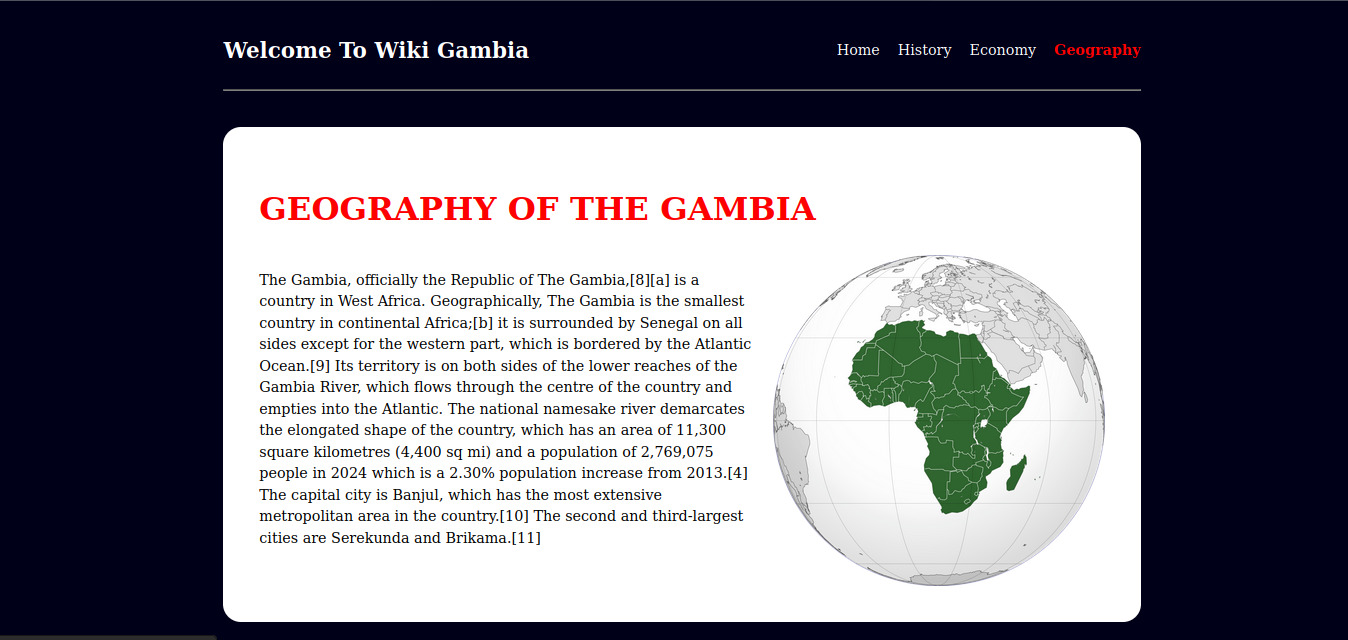 Welcome To Wiki Gambia
Home History Economy Geography
GEOGRAPHY OF THE GAMBIA
The Gambia, officially the Republic of The Gambia,[8][a] is a
country in West Africa. Geographically, The Gambia is the smallest
country in continental Africa;[b] it is surrounded by Senegal on all
sides except for the western part, which is bordered by the Atlantic
Ocean.[9] Its territory is on both sides of the lower reaches of the
Gambia River, which flows through the centre of the country and
empties into the Atlantic. The national namesake river demarcates
the elongated shape of the country, which has an area of 11,300
square kilometres (4,400 sq mi) and a population of 2,769,075
people in 2024 which is a 2.30% population increase from 2013.[4]
The capital city is Banjul, which has the most extensive
metropolitan area in the country.[10] The second and third-largest
cities are Serekunda and Brikama.[11]